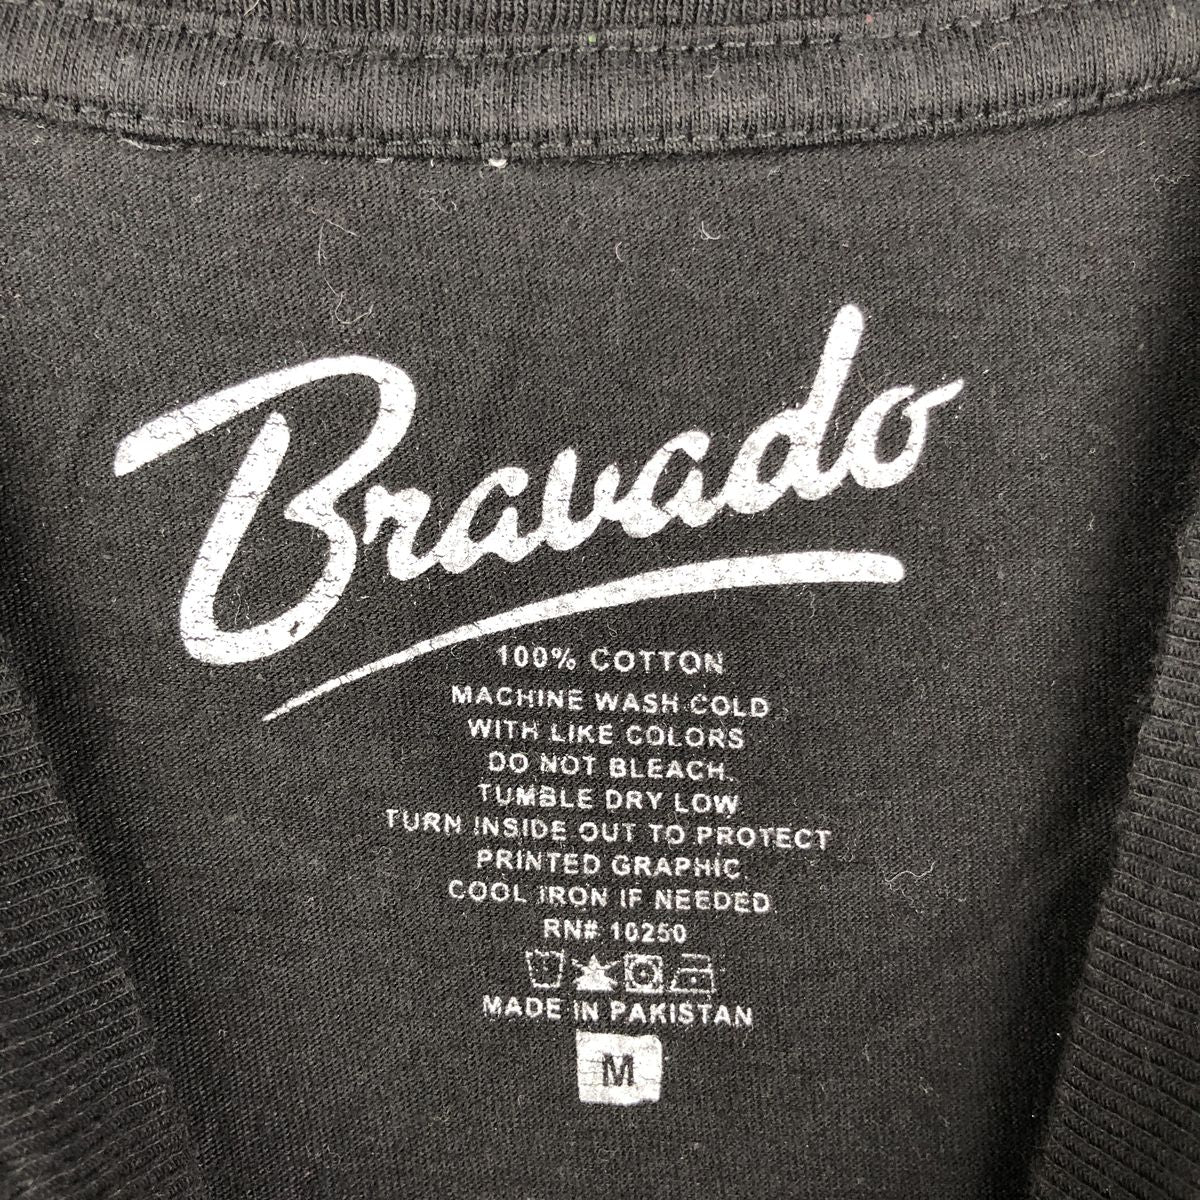 Bravado
100% COTTON
MACHINE WASH COLD
WITH LIKE COLORS
DO NOT BLEACH.
TUMBLE DRY LOW
TURN INSIDE OUT TO PROTECT
PRINTED GRAPHIC.
COOL IRON IF NEEDED
RN# 10250
MADE IN PAKISTAN
M